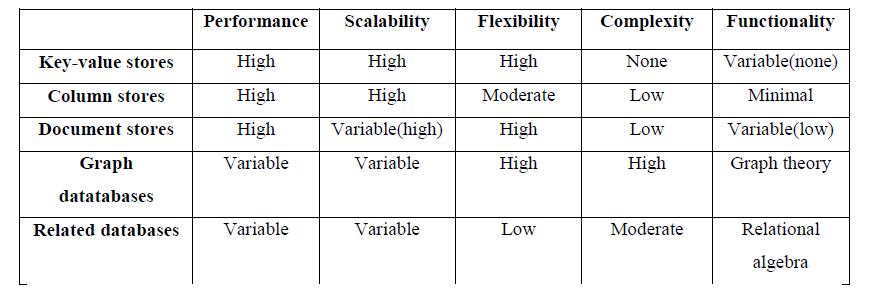 Performance Scalability Flexibility Complexity Functionality
Key-value stores High High High None Variable(none)
Column stores High High Moderate Low Minimal
Document stores High Variable(high) High Low Variable(low)
Graph Variable Variable High High Graph theory
datatabases
Related databases Variable Variable Low Moderate Relational
algebra